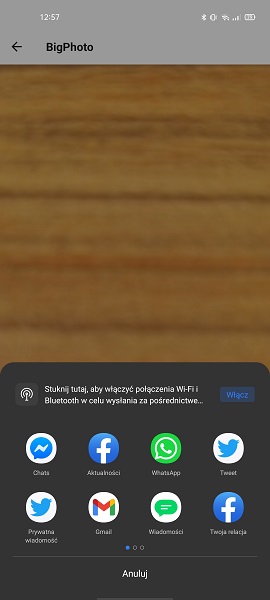 12:57
BigPhoto
Stuknij tutaj, aby włączyć połączenia Wi-Fi i
Bluetooth w celu wysłania za pośrednictwe...
Włącz
Chats
Aktualności
WhatsApp
Tweet
Prywatna
wiadomość
Gmail
Wiadomości
Twoja relacja
Anuluj